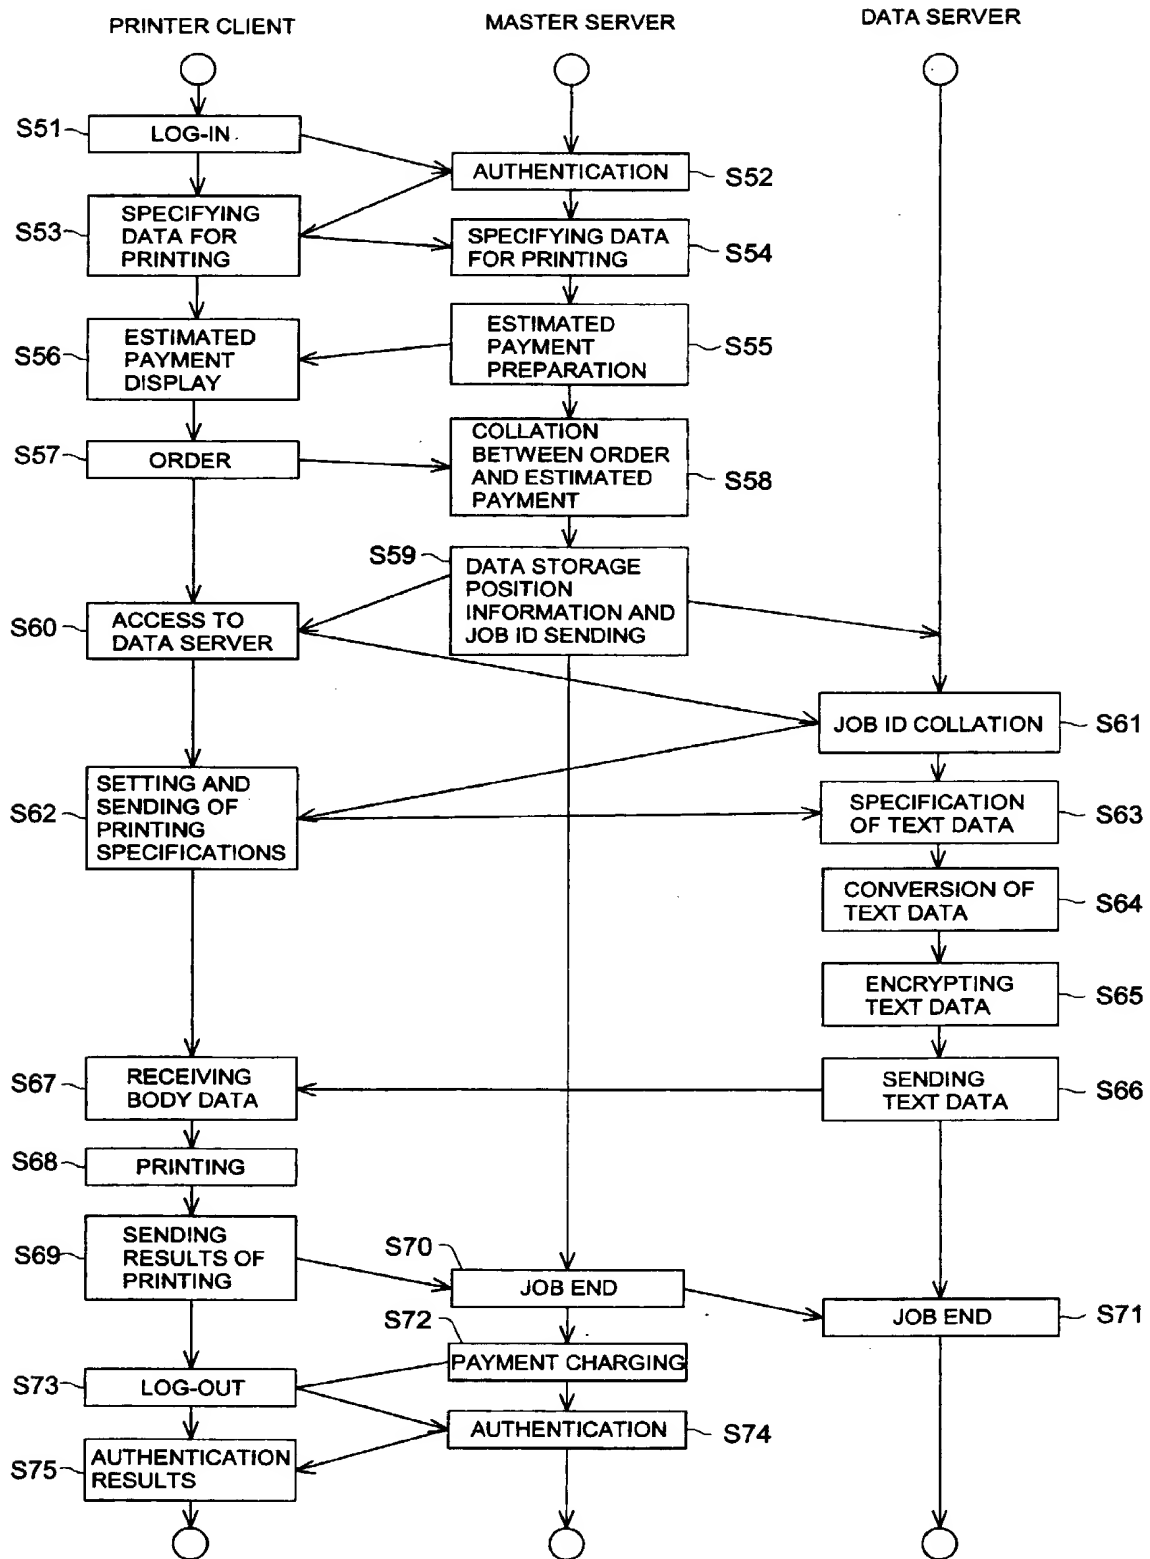 PRINTER CLIENT
MASTER SERVER
DATA SERVER
S51
LOG-IN
AUTHENTICATION
S52
S53
SPECIFYING
DATA FOR
PRINTING
SPECIFYING DATA
FOR PRINTING
S54
S56
ESTIMATED
PAYMENT
DISPLAY
ESTIMATED
PAYMENT
PREPARATION
S55
S57
ORDER
COLLATION
BETWEEN ORDER
AND ESTIMATED
PAYMENT
S58
S59
DATA STORAGE
POSITION
INFORMATION AND
JOB ID SENDING
S60
ACCESS TO
DATA SERVER
JOB ID COLLATION
S61
S62
SETTING AND
SENDING OF
PRINTING
SPECIFICATIONS
SPECIFICATION
OF TEXT DATA
S63
CONVERSION OF
TEXT DATA
S64
ENCRYPTING
TEXT DATA
S65
S67
RECEIVING
BODY DATA
SENDING
TEXT DATA
S66
S68
PRINTING
S69
SENDING
RESULTS OF
PRINTING
S70
JOB END
JOB END
S71
S72
PAYMENT CHARGING
S73
LOG-OUT
AUTHENTICATION
S74
S75
AUTHENTICATION
RESULTS